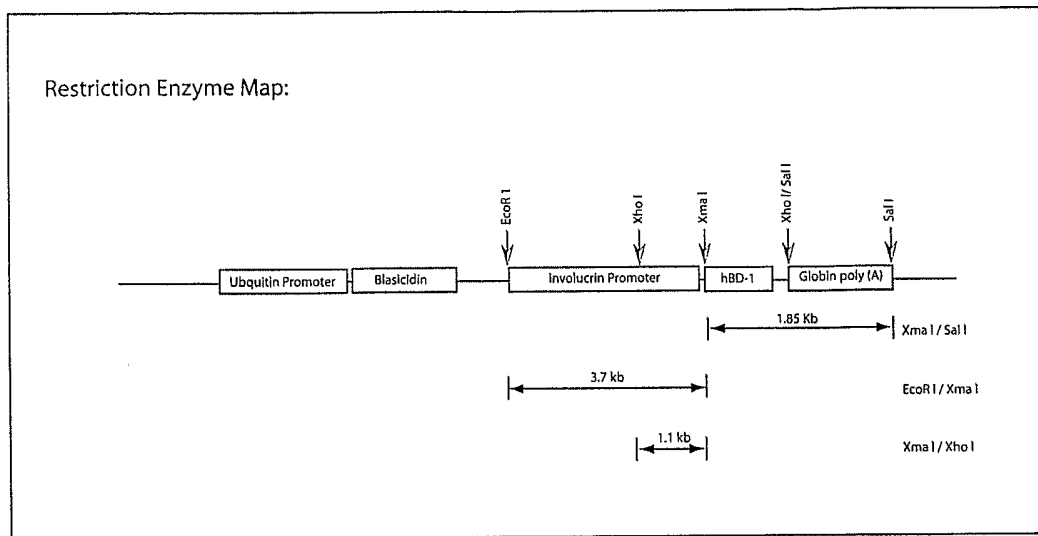 Restriction Enzyme Map:
EcoR I
Xho I
Xma I
Xho I/ Sal I
Sal I
Ubquitin Promoter
Blasicidin
Involucrin Promoter
hBD-1
Globin poly (A)
1.85 Kb
Xma I / Sal I
3.7 kb
EcoR I / Xma I
1.1 kb
Xma I / Xho I